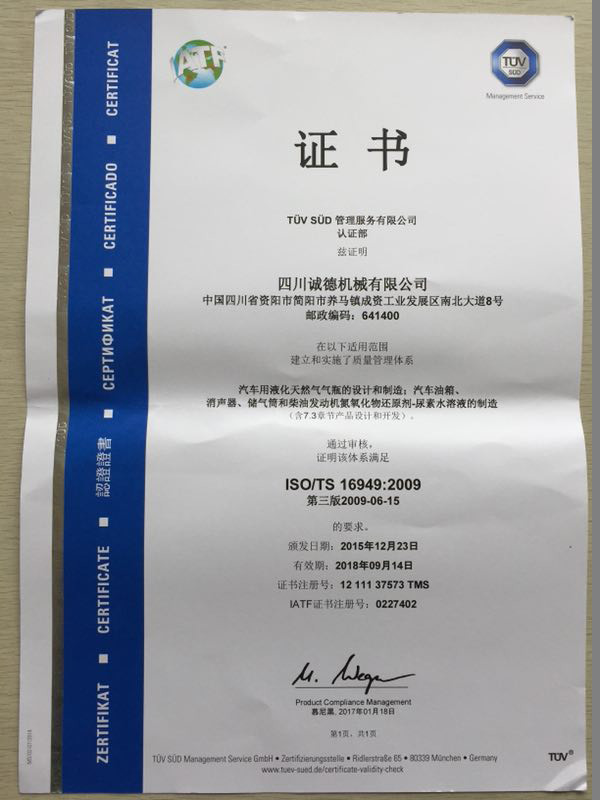 IATF
TÜV
SÜD
Management Service
证书
TÜV SÜD 管理服务有限公司
认证部
兹证明
四川诚德机械有限公司
中国四川省资阳市简阳市养马镇成资工业发展区南北大道8号
邮政编码：641400
在以下适用范围
建立和实施了质量管理体系
汽车用液化天然气气瓶的设计和制造；汽车油箱、
消声器、储气筒和柴油发动机氮氧化物还原剂-尿素水溶液的制造
（含7.3章节产品设计和开发）。
通过审核，
证明该体系满足
ISO/TS 16949:2009
第三版2009-06-15
的要求。
颁发日期：2015年12月23日
有效期：2018年09月14日
证书注册号：12 111 37573 TMS
IATF证书注册号：0227402
Product Compliance Management
慕尼黑, 2017年01月18日
第1页，共1页
TÜV SÜD Management Service GmbH • Zertifizierungsstelle • Ridlerstraße 65 • 80339 München • Germany
www.tuev-sued.de/certificate-validity-check
TÜV®
ZERTIFIKAT ■ CERTIFICATE ■ 認證證書 ■ СЕРТИФИКАТ ■ CERTIFICADO ■ CERTIFICAT